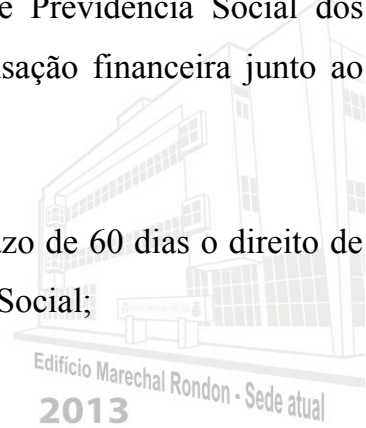 e Previdência Social dos
sação financeira junto ao
azo de 60 dias o direito de
Social;
Edifício Marechal Rondon - Sede atual
2013